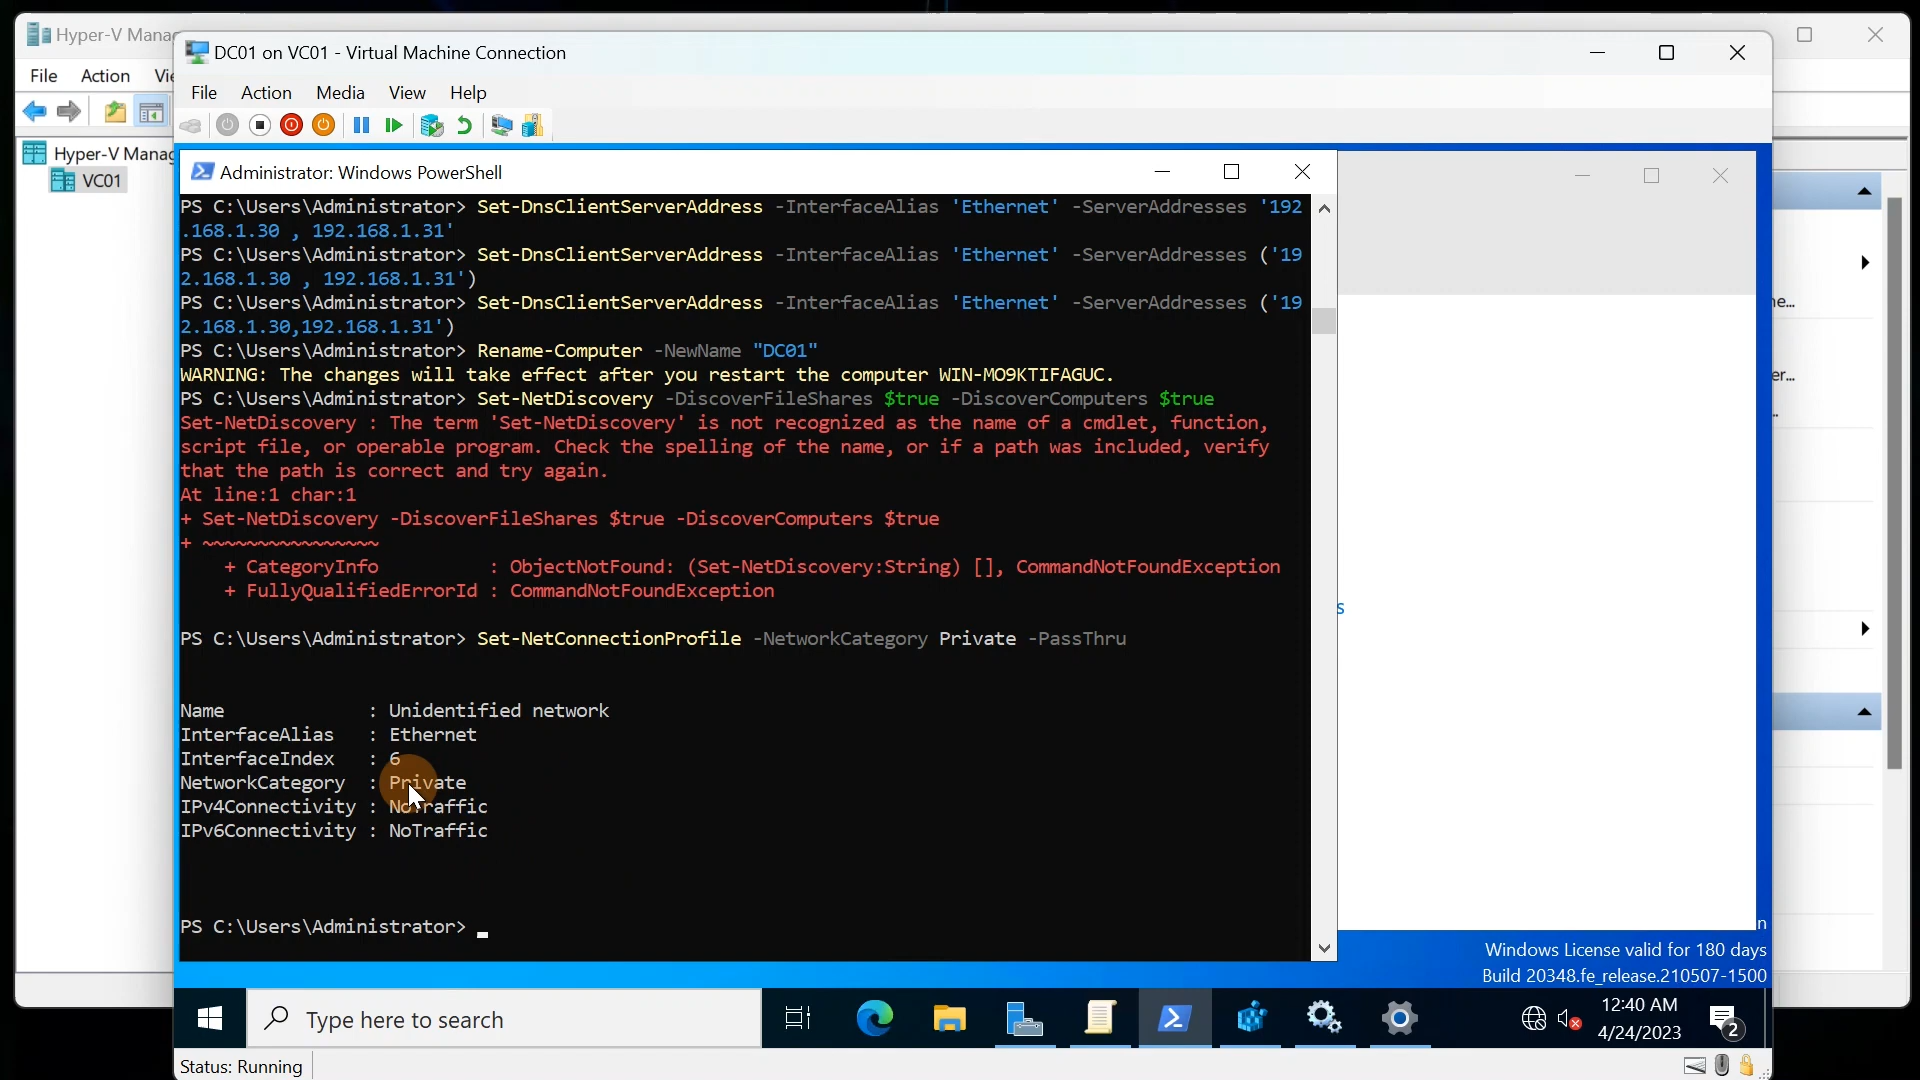 Hyper-V Manag
File Action Vie
DC01 on VC01 - Virtual Machine Connection
File Action Media View Help
Hyper-V Manag
VC01
Administrator: Windows PowerShell
PS C:\Users\Administrator> Set-DnsClientServerAddress -InterfaceAlias 'Ethernet' -ServerAddresses '192
.168.1.30 , 192.168.1.31'
PS C:\Users\Administrator> Set-DnsClientServerAddress -InterfaceAlias 'Ethernet' -ServerAddresses ('19
2.168.1.30 , 192.168.1.31')
PS C:\Users\Administrator> Set-DnsClientServerAddress -InterfaceAlias 'Ethernet' -ServerAddresses ('19
2.168.1.30,192.168.1.31')
PS C:\Users\Administrator> Rename-Computer -NewName "DC01"
WARNING: The changes will take effect after you restart the computer WIN-MO9KTIFAGUC.
PS C:\Users\Administrator> Set-NetDiscovery -DiscoverFileShares $true -DiscoverComputers $true
Set-NetDiscovery : The term 'Set-NetDiscovery' is not recognized as the name of a cmdlet, function,
script file, or operable program. Check the spelling of the name, or if a path was included, verify
that the path is correct and try again.
At line:1 char:1
+ Set-NetDiscovery -DiscoverFileShares $true -DiscoverComputers $true
+ ~~~~~~~~~~~~~~~~
+ CategoryInfo : ObjectNotFound: (Set-NetDiscovery:String) [], CommandNotFoundException
+ FullyQualifiedErrorId : CommandNotFoundException
PS C:\Users\Administrator> Set-NetConnectionProfile -NetworkCategory Private -PassThru
Name : Unidentified network
InterfaceAlias : Ethernet
InterfaceIndex : 6
NetworkCategory : Private
IPv4Connectivity : NoTraffic
IPv6Connectivity : NoTraffic
PS C:\Users\Administrator>
ne...
er...
s
n
Windows License valid for 180 days
Build 20348.fe_release.210507-1500
Type here to search
12:40 AM
4/24/2023
2
Status: Running